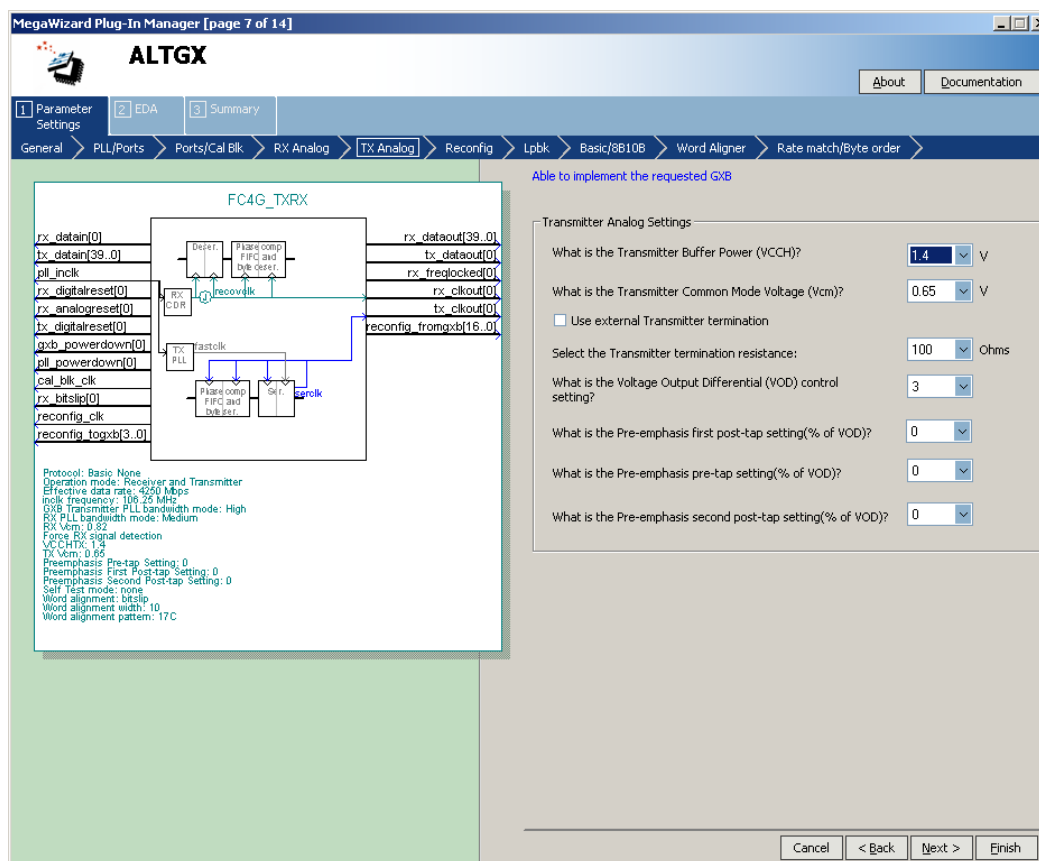 MegaWizard Plug-In Manager [page 7 of 14]
ALTGX
About
Documentation
1 Parameter Settings
2 EDA
3 Summary
General
PLL/Ports
Ports/Cal Blk
RX Analog
TX Analog
Reconfig
Lpbk
Basic/8B10B
Word Aligner
Rate match/Byte order
FC4G_TXRX
rx_datain[0]
tx_datain[39..0]
pll_inclk
rx_digitalreset[0]
rx_analogreset[0]
tx_digitalreset[0]
gxb_powerdown[0]
pll_powerdown[0]
cal_blk_clk
rx_bitslip[0]
reconfig_clk
reconfig_togxb[3..0]
Deser.
Phase comp
FIFO and
byte deser.
RX
CDR
recovclk
TX
PLL
fastclk
Phase comp
FIFO and
byte ser.
Ser.
serclk
rx_dataout[39..0]
tx_dataout[0]
rx_freqlocked[0]
rx_clkout[0]
tx_clkout[0]
reconfig_fromgxb[16..0]
Protocol: Basic None
Operation mode: Receiver and Transmitter
Effective data rate: 4250 Mbps
inclk frequency: 106.25 MHz
GXB Transmitter PLL bandwidth mode: High
RX PLL bandwidth mode: Medium
RX Vcm: 0.82
Force RX signal detection
VCCHTX: 1.4
TX Vcm: 0.65
Preemphasis Pre-tap Setting: 0
Preemphasis First Post-tap Setting: 0
Preemphasis Second Post-tap Setting: 0
Self Test mode: none
Word alignment: bitslip
Word alignment width: 10
Word alignment pattern: 17C
Able to implement the requested GXB
Transmitter Analog Settings
What is the Transmitter Buffer Power (VCCH)? 1.4 V
What is the Transmitter Common Mode Voltage (Vcm)? 0.65 V
Use external Transmitter termination
Select the Transmitter termination resistance: 100 Ohms
What is the Voltage Output Differential (VOD) control
setting? 3
What is the Pre-emphasis first post-tap setting(% of VOD)? 0
What is the Pre-emphasis pre-tap setting(% of VOD)? 0
What is the Pre-emphasis second post-tap setting(% of VOD)? 0
Cancel
< Back
Next >
Finish